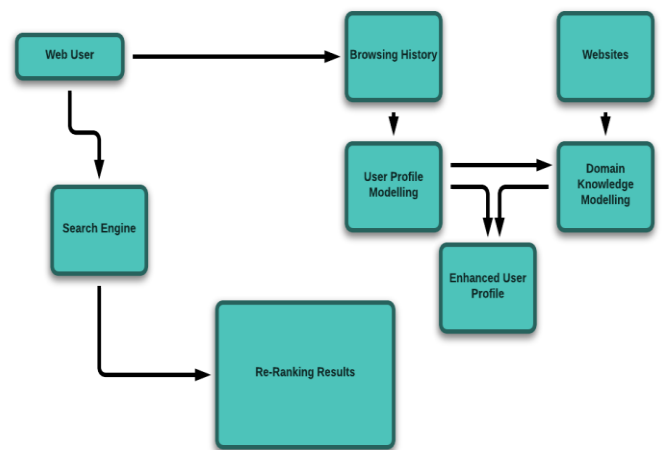 Web User
Browsing History
Websites
User Profile
Modelling
Domain
Knowledge
Modelling
Search Engine
Enhanced User
Profile
Re-Ranking Results